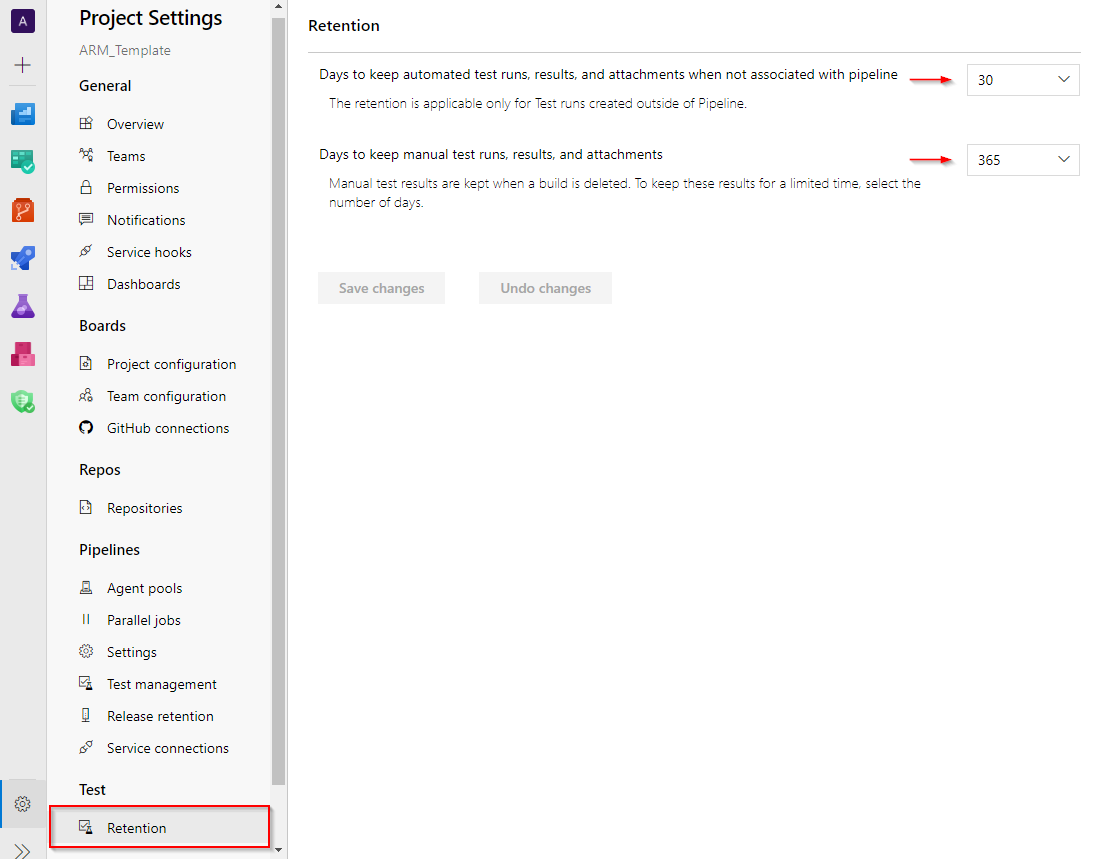 A
Project Settings
ARM_Template
General
Overview
Teams
Permissions
Notifications
Service hooks
Dashboards
Boards
Project configuration
Team configuration
GitHub connections
Repos
Repositories
Pipelines
Agent pools
Parallel jobs
Settings
Test management
Release retention
Service connections
Test
Retention
Retention
Days to keep automated test runs, results, and attachments when not associated with pipeline
30
The retention is applicable only for Test runs created outside of Pipeline.
Days to keep manual test runs, results, and attachments
365
Manual test results are kept when a build is deleted. To keep these results for a limited time, select the
number of days.
Save changes
Undo changes